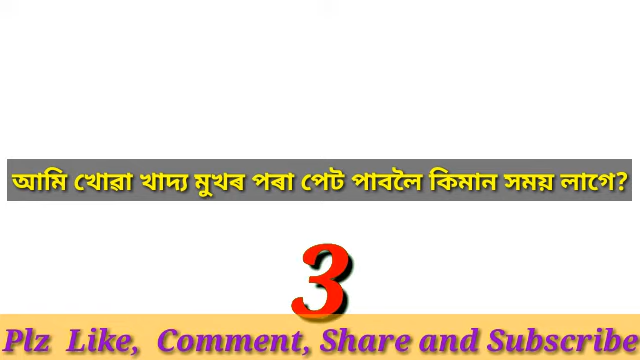 আমি খোৱা খাদ্য মুখৰ পৰা পেট পাবলৈ কিমান সময় লাগে?
3
Plz Like, Comment, Share and Subscribe